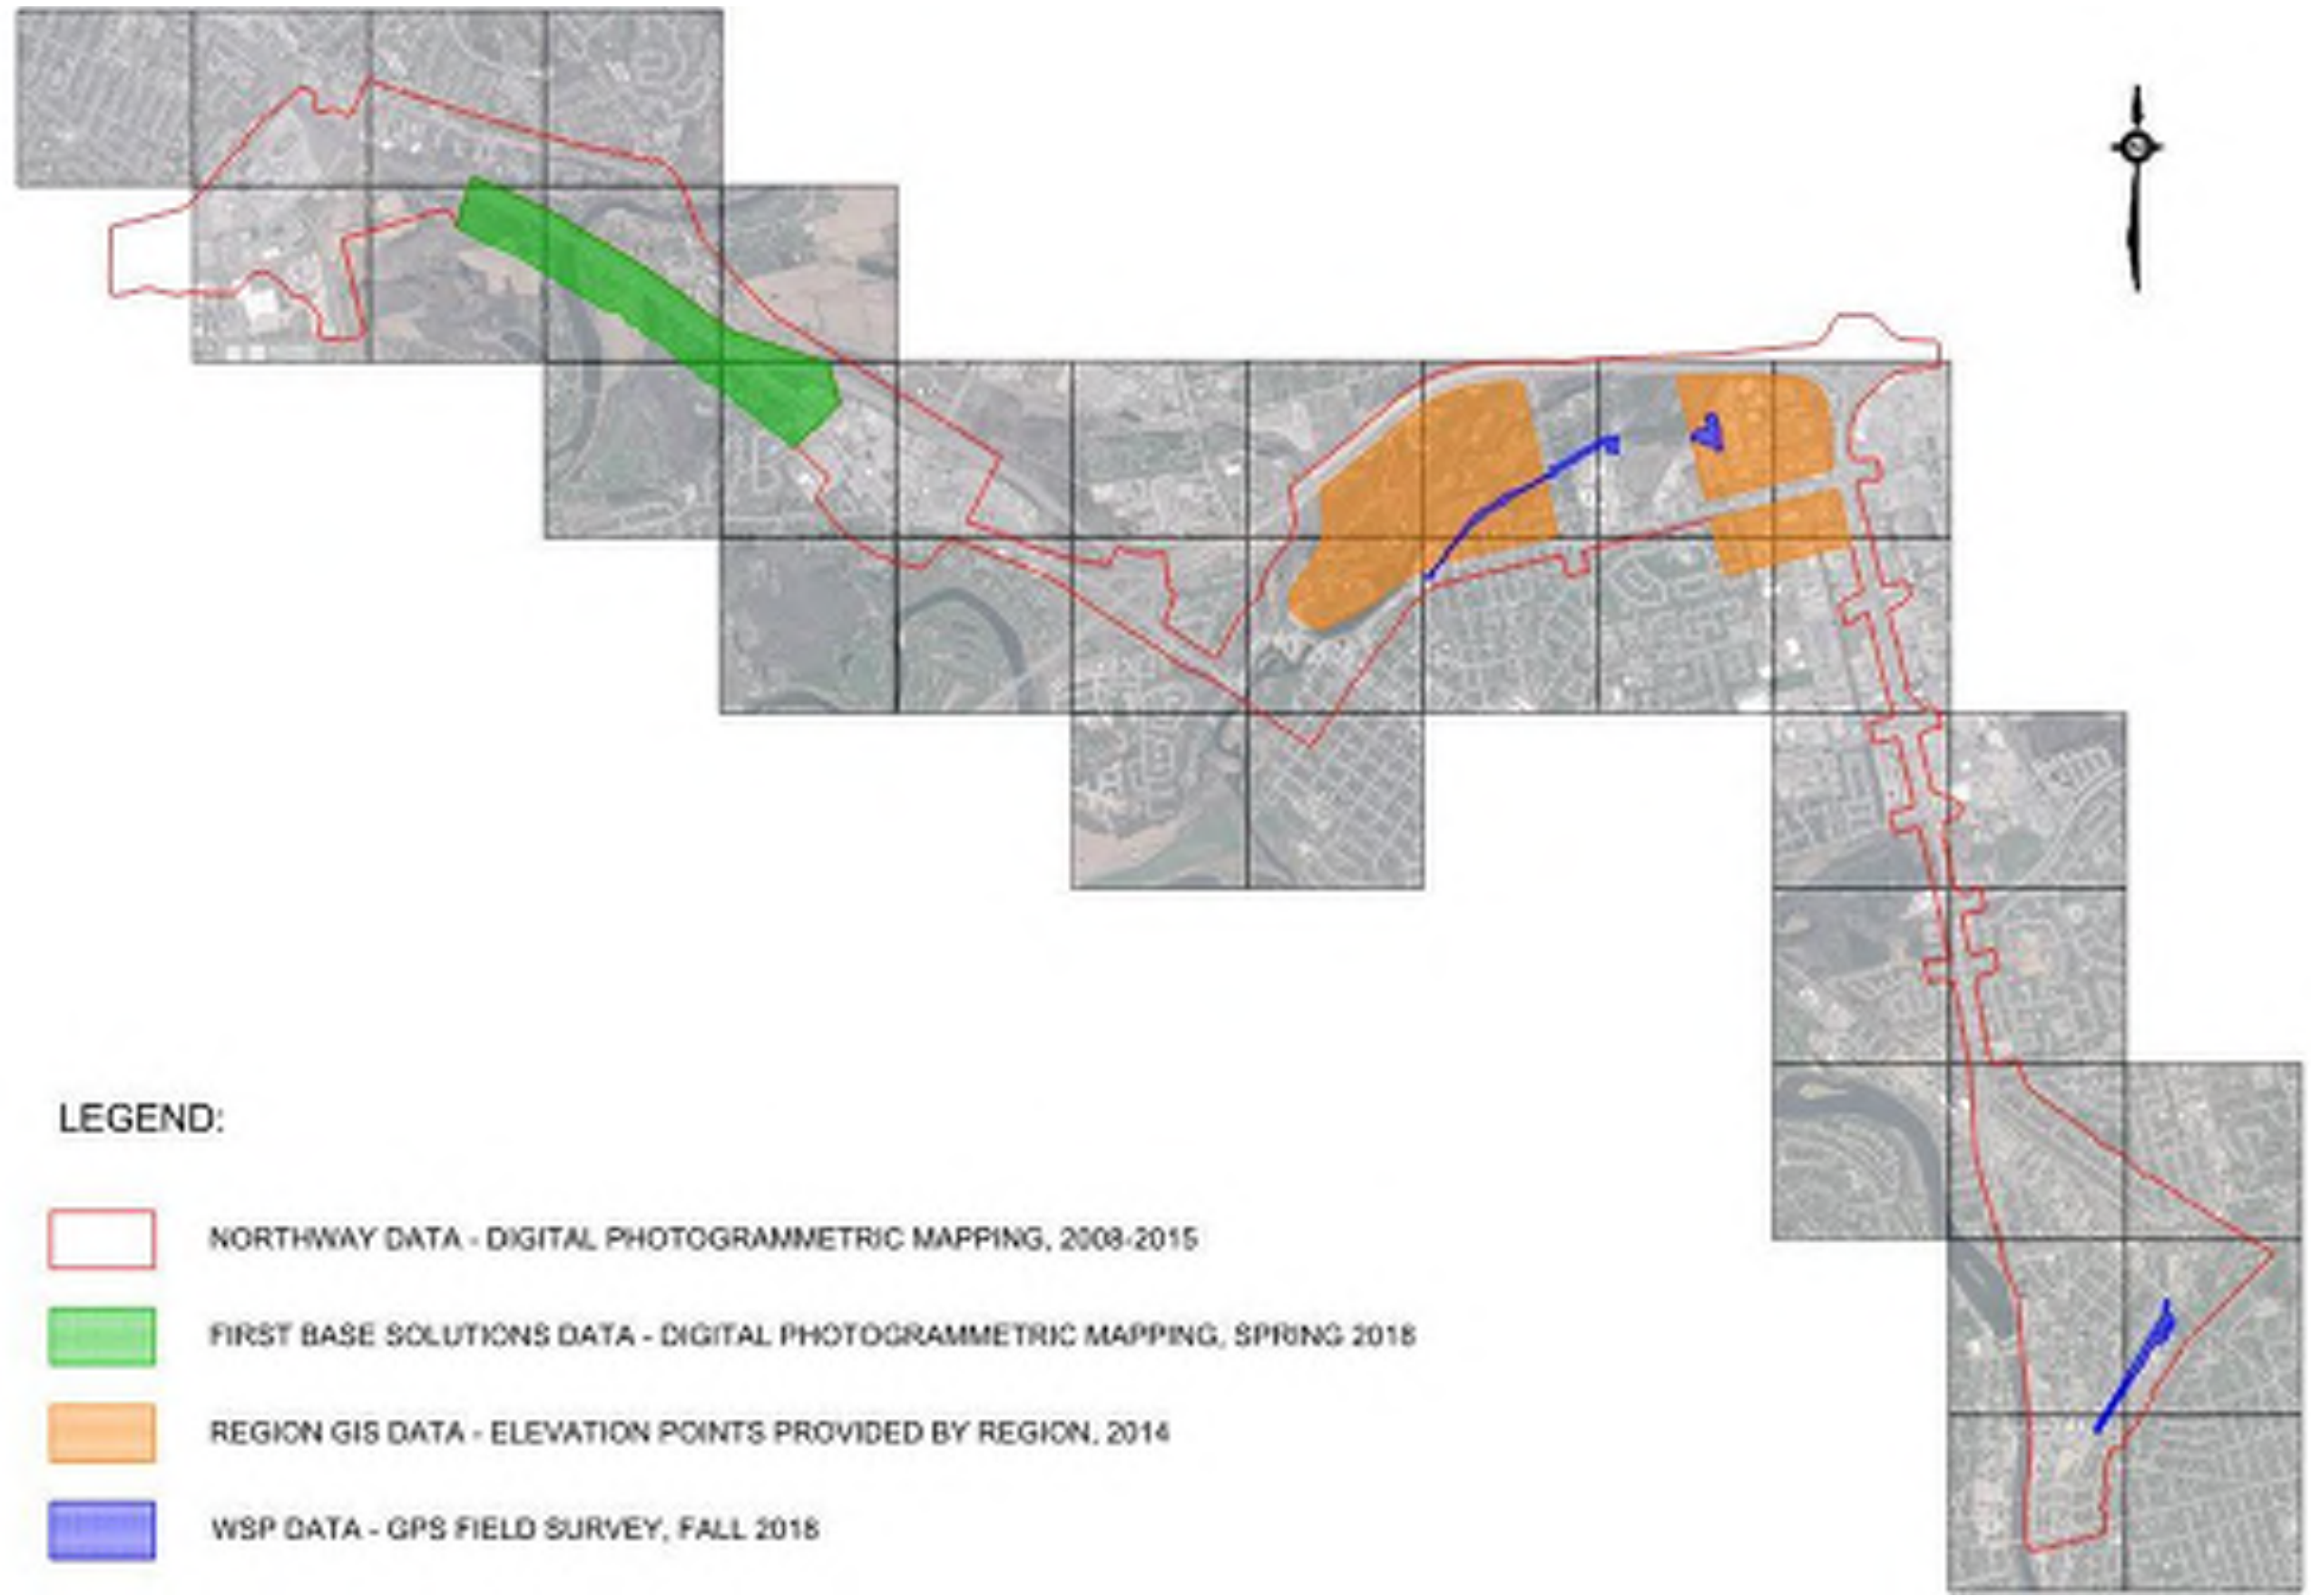 LEGEND:
NORTHWAY DATA - DIGITAL PHOTOGRAMMETRIC MAPPING, 2008-2015
FIRST BASE SOLUTIONS DATA - DIGITAL PHOTOGRAMMETRIC MAPPING, SPRING 2018
REGION GIS DATA - ELEVATION POINTS PROVIDED BY REGION, 2014
WSP DATA - GPS FIELD SURVEY, FALL 2018